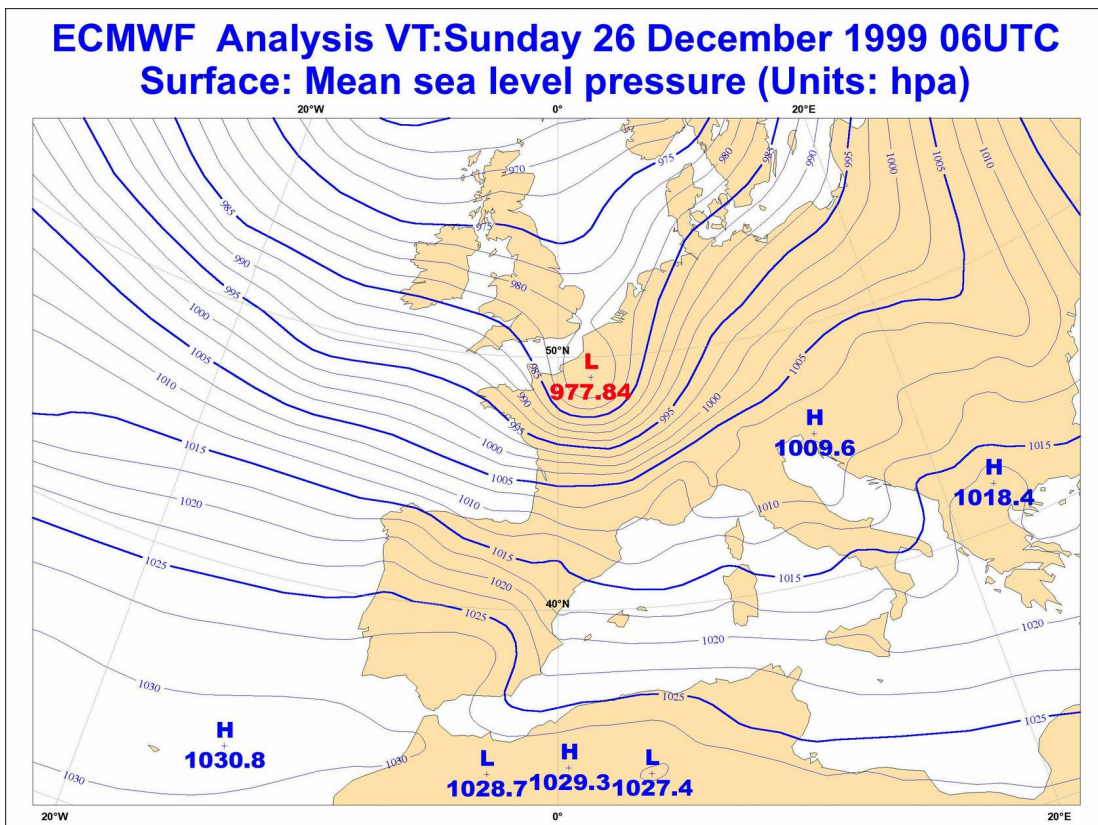 ECMWF Analysis VT:Sunday 26 December 1999 06UTC
Surface: Mean sea level pressure (Units: hpa)
20°W 0° 20°E
970 975 980 985 990 995 1000 1005 1010
985 975
990 980
995
1000
1005
50°N
L
977.84
985
1010
990
995
1000
1005
995
1000
1005
H
1009.6
1015
1015
H
1018.4
1020
1010
1010
1025
1015
1015
1020
40°N
1025
1020
1020
1030
1025
1025
H
1030.8
1030
1030
L
1028.7
H
1029.3
L
1027.4
20°W 0° 20°E